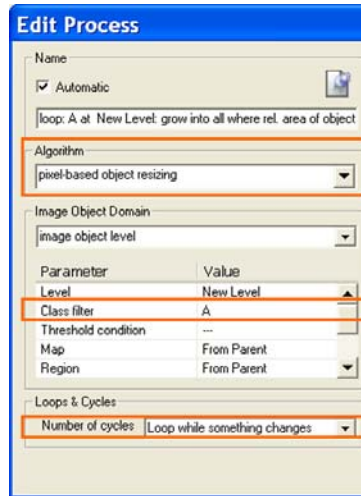 Edit Process
Name
Automatic
loop: A at New Level: grow into all where rel. area of object
Algorithm
pixel-based object resizing
Image Object Domain
image object level
Parameter Value
Level New Level
Class filter A
Threshold condition ---
Map From Parent
Region From Parent
Loops & Cycles
Number of cycles Loop while something changes